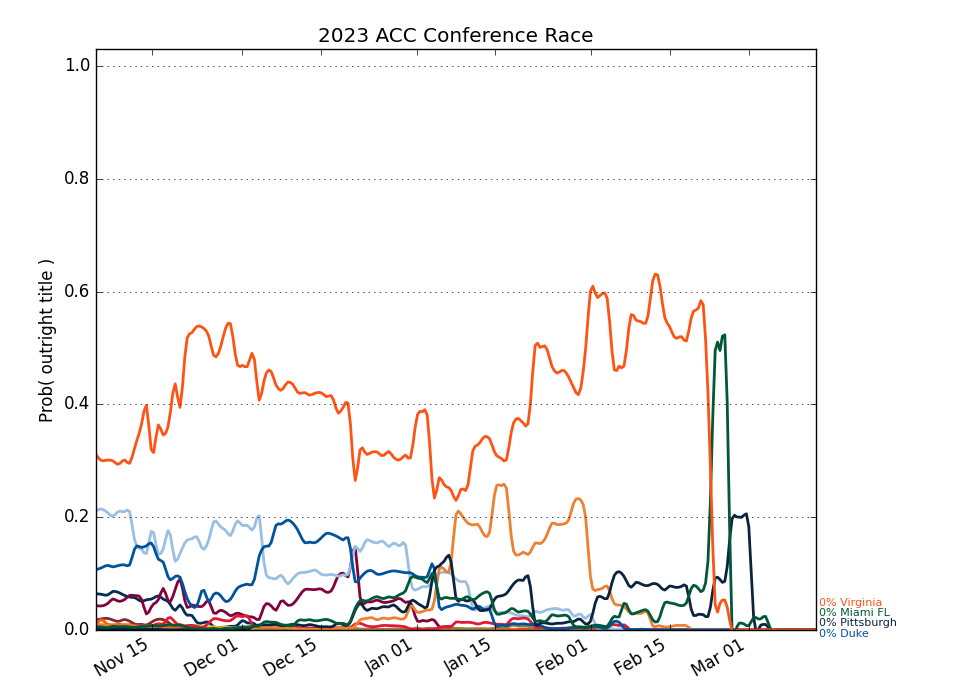 2023 ACC Conference Race
Prob( outright title )
1.0
0.8
0.6
0.4
0.2
0.0
Nov 15
Dec 01
Dec 15
Jan 01
Jan 15
Feb 01
Feb 15
Mar 01
0% Virginia
0% Miami FL
0% Pittsburgh
0% Duke